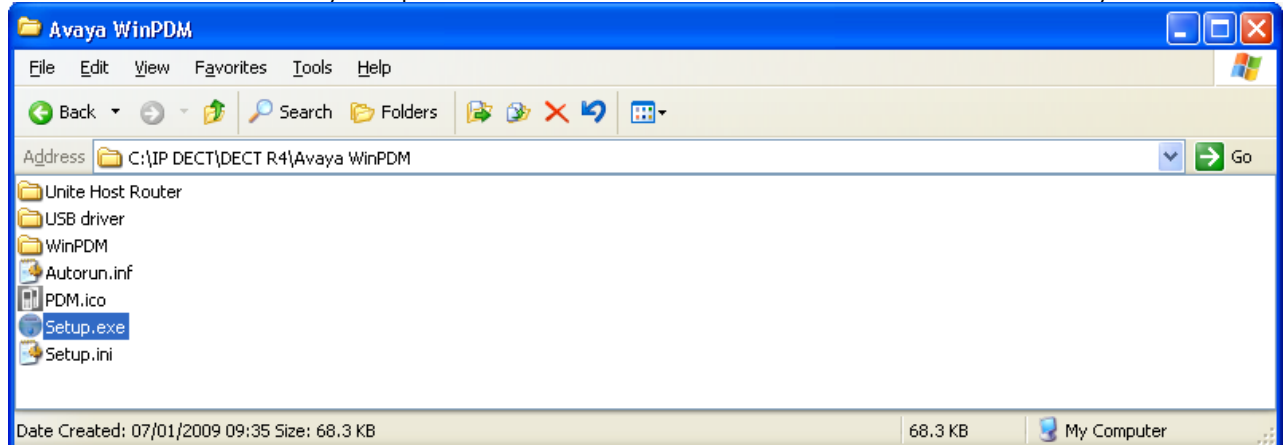 Avaya WinPDM
File Edit View Favorites Tools Help
Back Search Folders
Address C:\IP DECT\DECT R4\Avaya WinPDM Go
Unite Host Router
USB driver
WinPDM
Autorun.inf
PDM.ico
Setup.exe
Setup.ini
Date Created: 07/01/2009 09:35 Size: 68.3 KB 68.3 KB My Computer